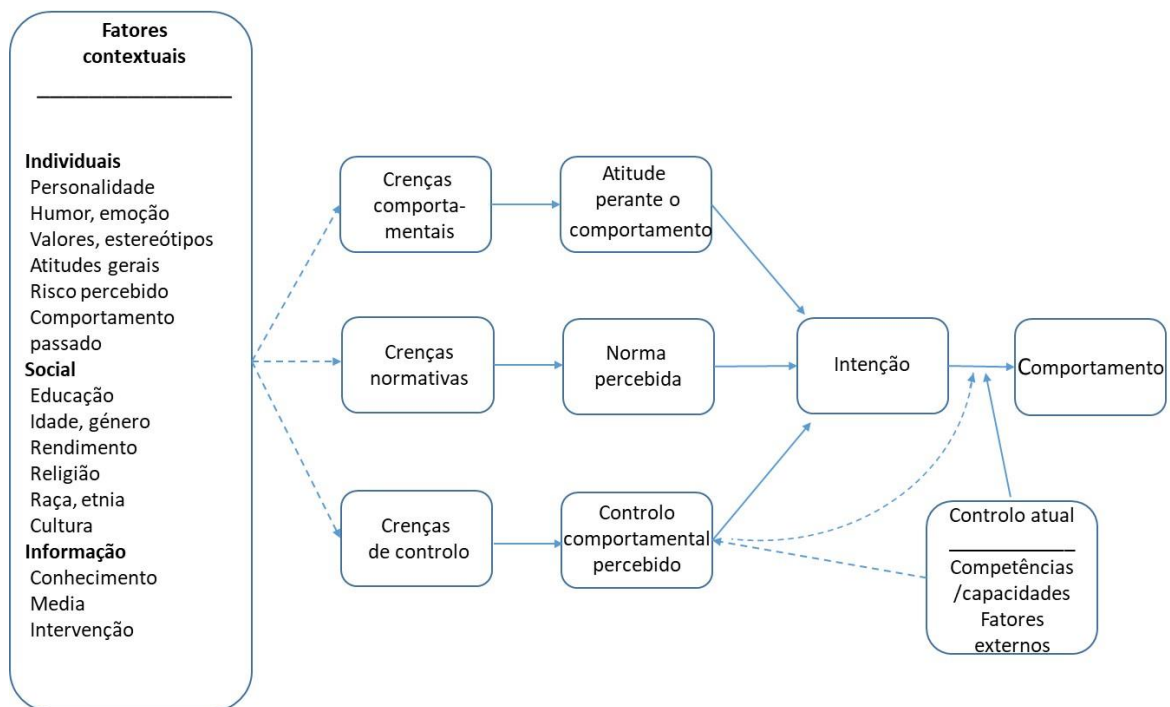 Fatores
contextuais
Individuais
Personalidade
Humor, emoção
Valores, estereótipos
Atitudes gerais
Risco percebido
Comportamento
passado
Social
Educação
Idade, género
Rendimento
Religião
Raça, etnia
Cultura
Informação
Conhecimento
Media
Intervenção
Crenças
comporta-
mentais
Atitude
perante o
comportamento
Crenças
normativas
Norma
percebida
Intenção
Comportamento
Crenças
de controlo
Controlo
comportamental
percebido
Controlo atual
Competências
/capacidades
Fatores
externos